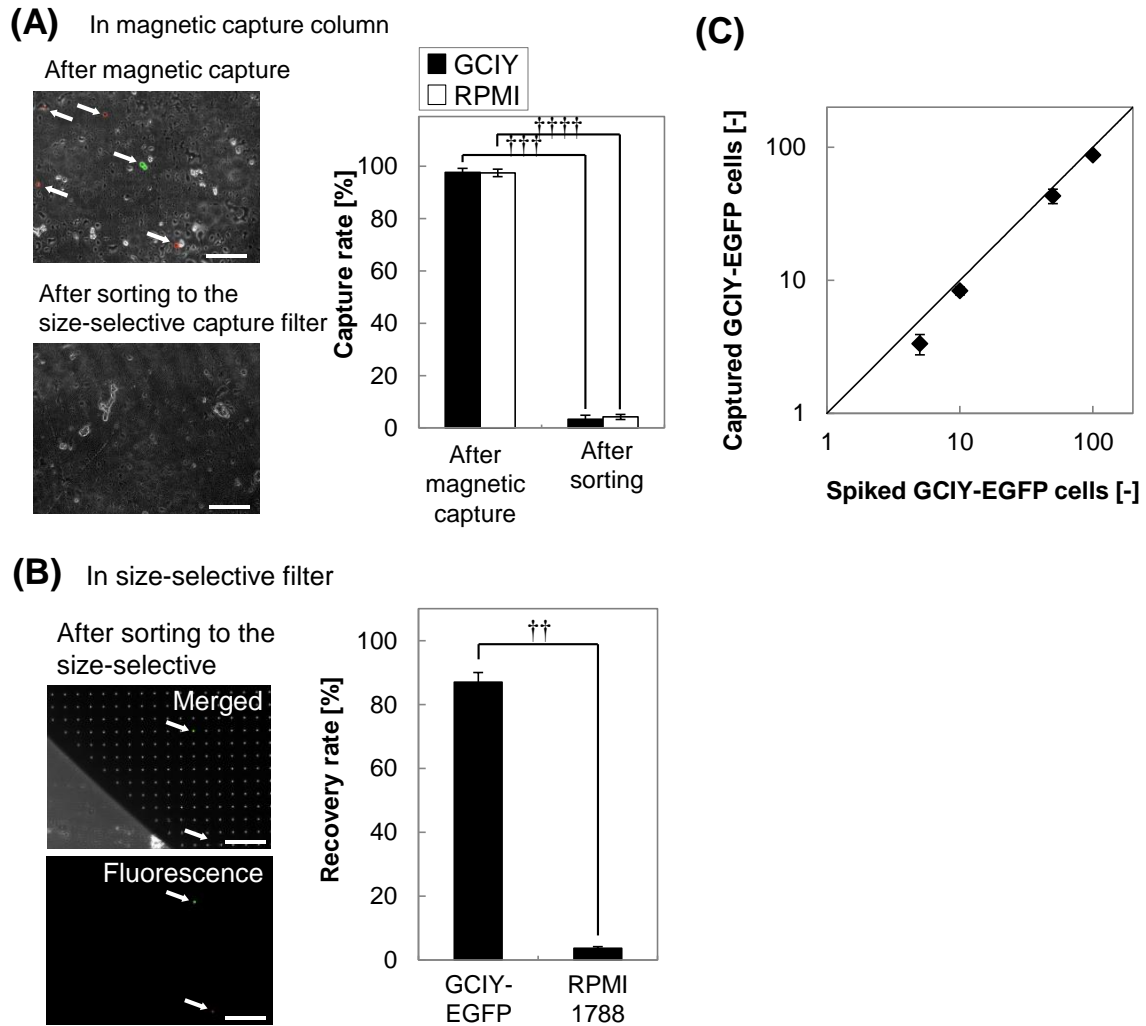 (A) In magnetic capture column
After magnetic capture
After sorting to the
size-selective capture filter
GCIY
RPMI
††††
†††
Capture rate [%]
100
80
60
40
20
0
After
magnetic
capture
After
sorting
(C)
Captured GCIY-EGFP cells [-]
100
10
1
1
10
100
Spiked GCIY-EGFP cells [-]
(B) In size-selective filter
After sorting to the
size-selective
Merged
Fluorescence
††
Recovery rate [%]
100
80
60
40
20
0
GCIY-
EGFP
RPMI
1788